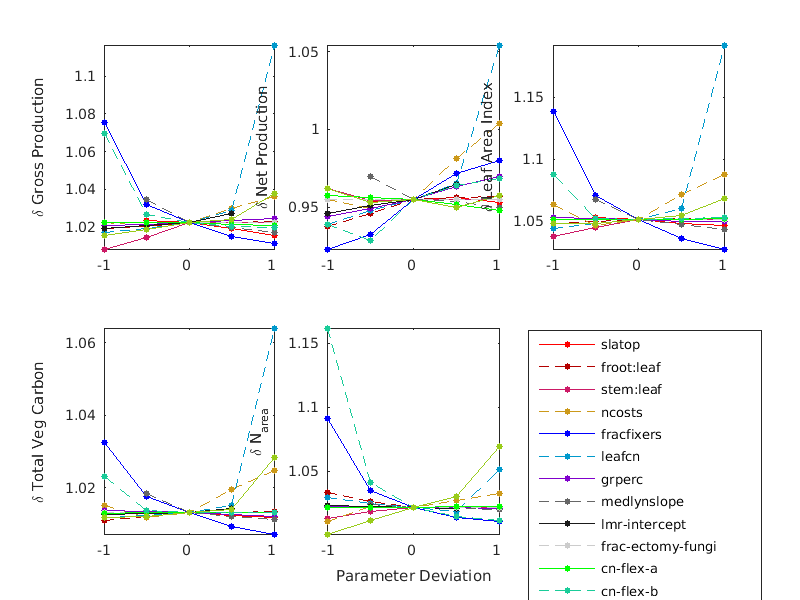 δ Gross Production
1.1
1.08
1.06
1.04
1.02
-1 0 1
δ Net Production
1.05
1
0.95
-1 0 1
δ Leaf Area Index
1.15
1.1
1.05
-1 0 1
δ Total Veg Carbon
1.06
1.04
1.02
-1 0 1
δ N_area
1.15
1.1
1.05
-1 0 1
Parameter Deviation
slatop
froot:leaf
stem:leaf
ncosts
fracfixers
leafcn
grperc
medlynslope
lmr-intercept
frac-ectomy-fungi
cn-flex-a
cn-flex-b